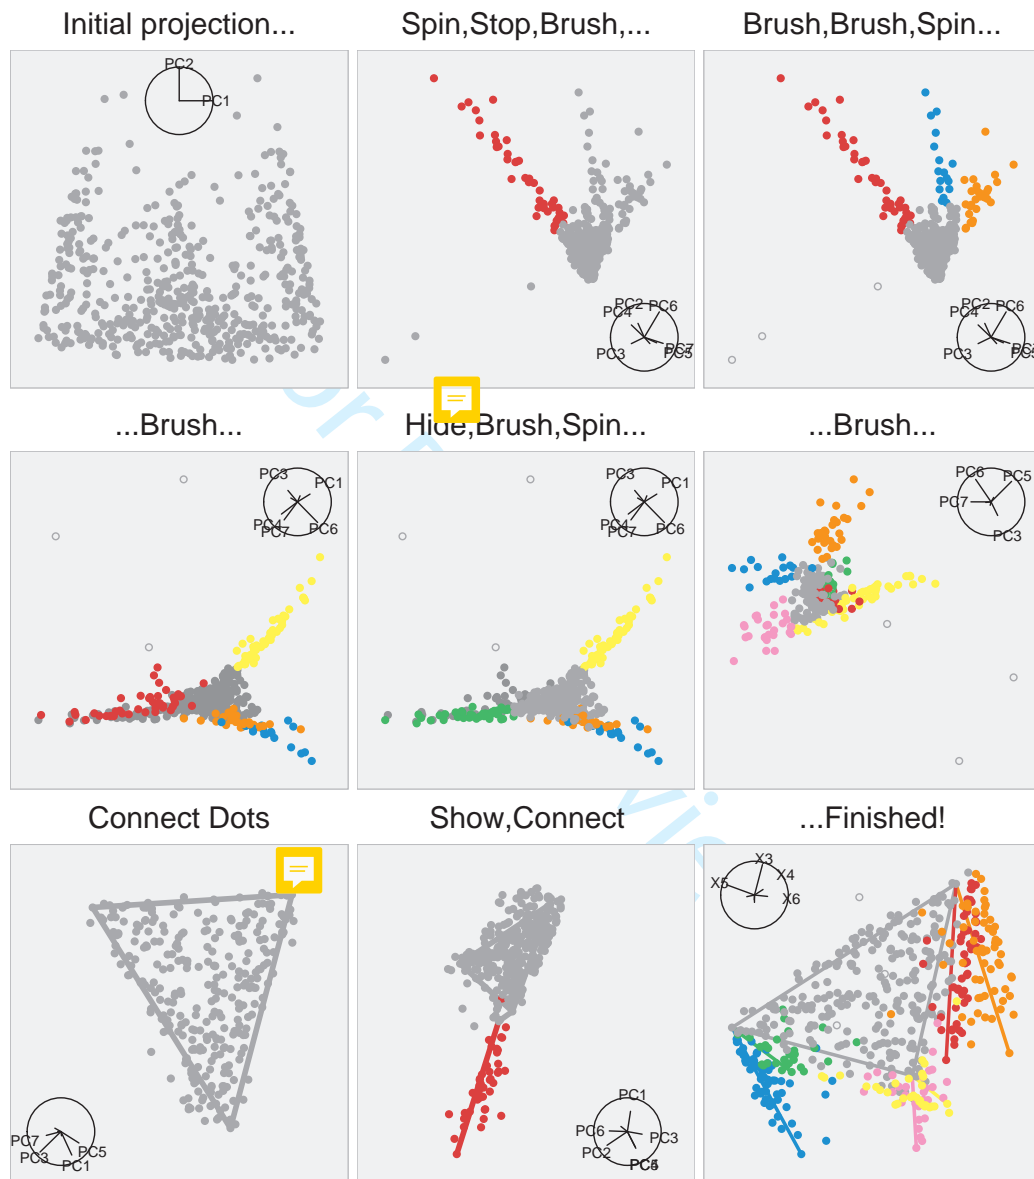 Initial projection...
Spin,Stop,Brush,...
Brush,Brush,Spin...
PC2
PC1
PC2
PC6
PC4
PC3
PC5
PC2
PC6
PC4
PC3
...Brush...
Hide,Brush,Spin...
...Brush...
PC3
PC1
PC4
PC7
PC6
PC3
PC1
PC4
PC7
PC6
PC6
PC5
PC7
PC3
Connect Dots
Show,Connect
...Finished!
PC7
PC5
PC3
PC1
PC1
PC6
PC3
PC2
X3
X5
X4
X6